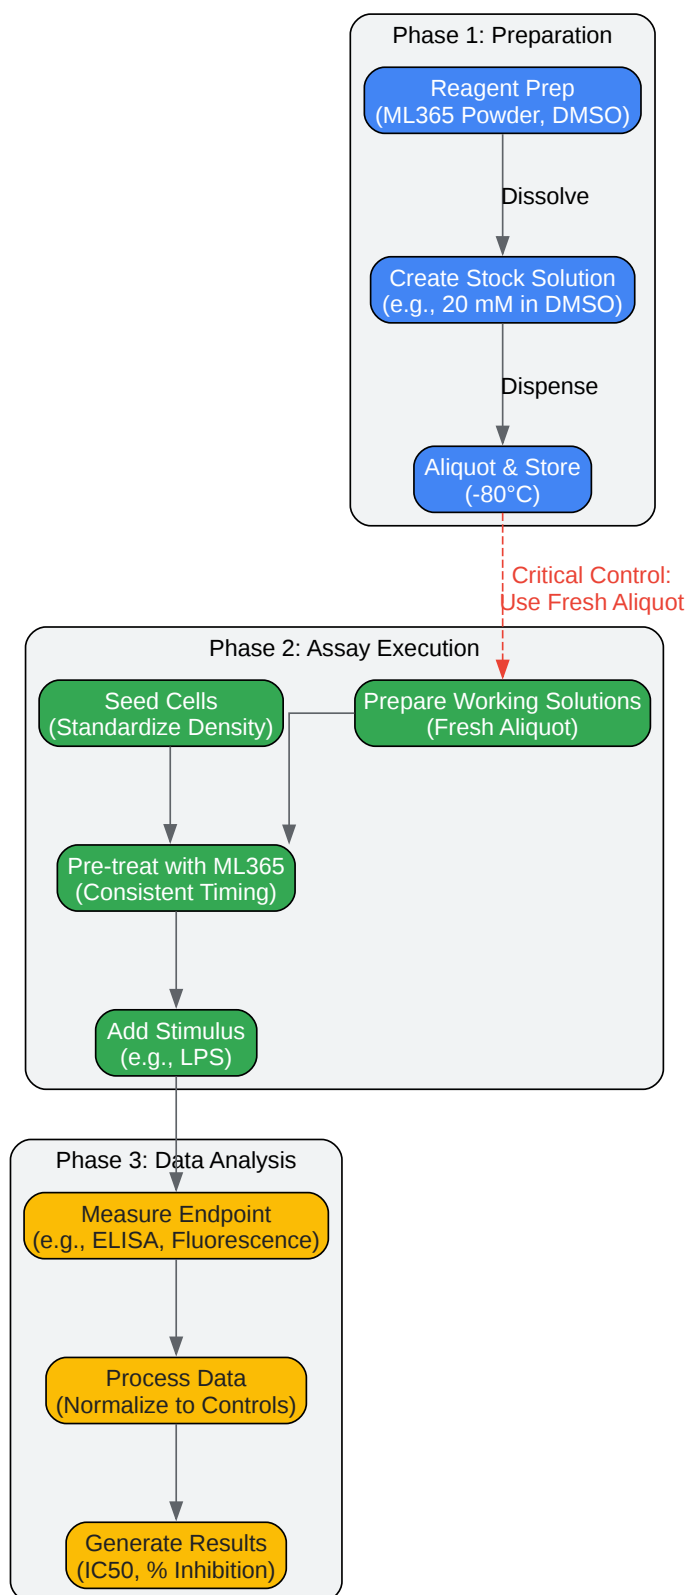 Phase 1: Preparation
Reagent Prep
(ML365 Powder, DMSO)
Dissolve
Create Stock Solution
(e.g., 20 mM in DMSO)
Dispense
Aliquot & Store
(-80°C)
Critical Control:
Use Fresh Aliquot
Phase 2: Assay Execution
Seed Cells
(Standardize Density)
Prepare Working Solutions
(Fresh Aliquot)
Pre-treat with ML365
(Consistent Timing)
Add Stimulus
(e.g., LPS)
Phase 3: Data Analysis
Measure Endpoint
(e.g., ELISA, Fluorescence)
Process Data
(Normalize to Controls)
Generate Results
(IC50, % Inhibition)